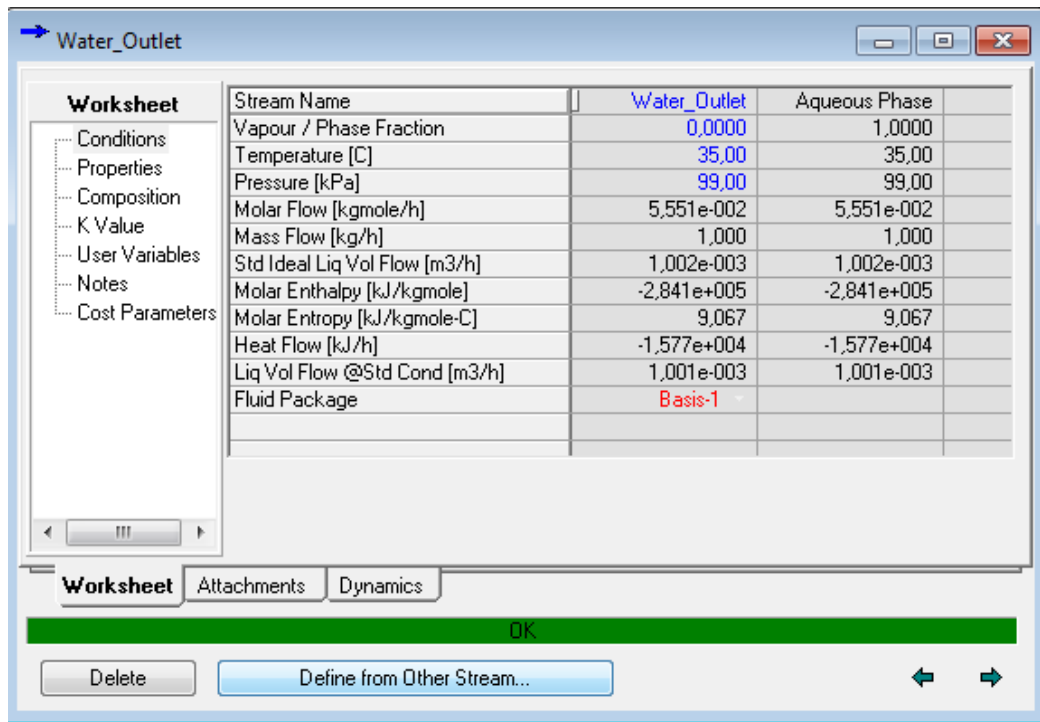 Water_Outlet
Worksheet
Conditions
Properties
Composition
K Value
User Variables
Notes
Cost Parameters
Stream Name Water_Outlet Aqueous Phase
Vapour / Phase Fraction 0,0000 1,0000
Temperature [C] 35,00 35,00
Pressure [kPa] 99,00 99,00
Molar Flow [kgmole/h] 5,551e-002 5,551e-002
Mass Flow [kg/h] 1,000 1,000
Std Ideal Liq Vol Flow [m3/h] 1,002e-003 1,002e-003
Molar Enthalpy [kJ/kgmole] -2,841e+005 -2,841e+005
Molar Entropy [kJ/kgmole-C] 9,067 9,067
Heat Flow [kJ/h] -1,577e+004 -1,577e+004
Liq Vol Flow @Std Cond [m3/h] 1,001e-003 1,001e-003
Fluid Package Basis-1
Worksheet Attachments Dynamics
OK
Delete Define from Other Stream...